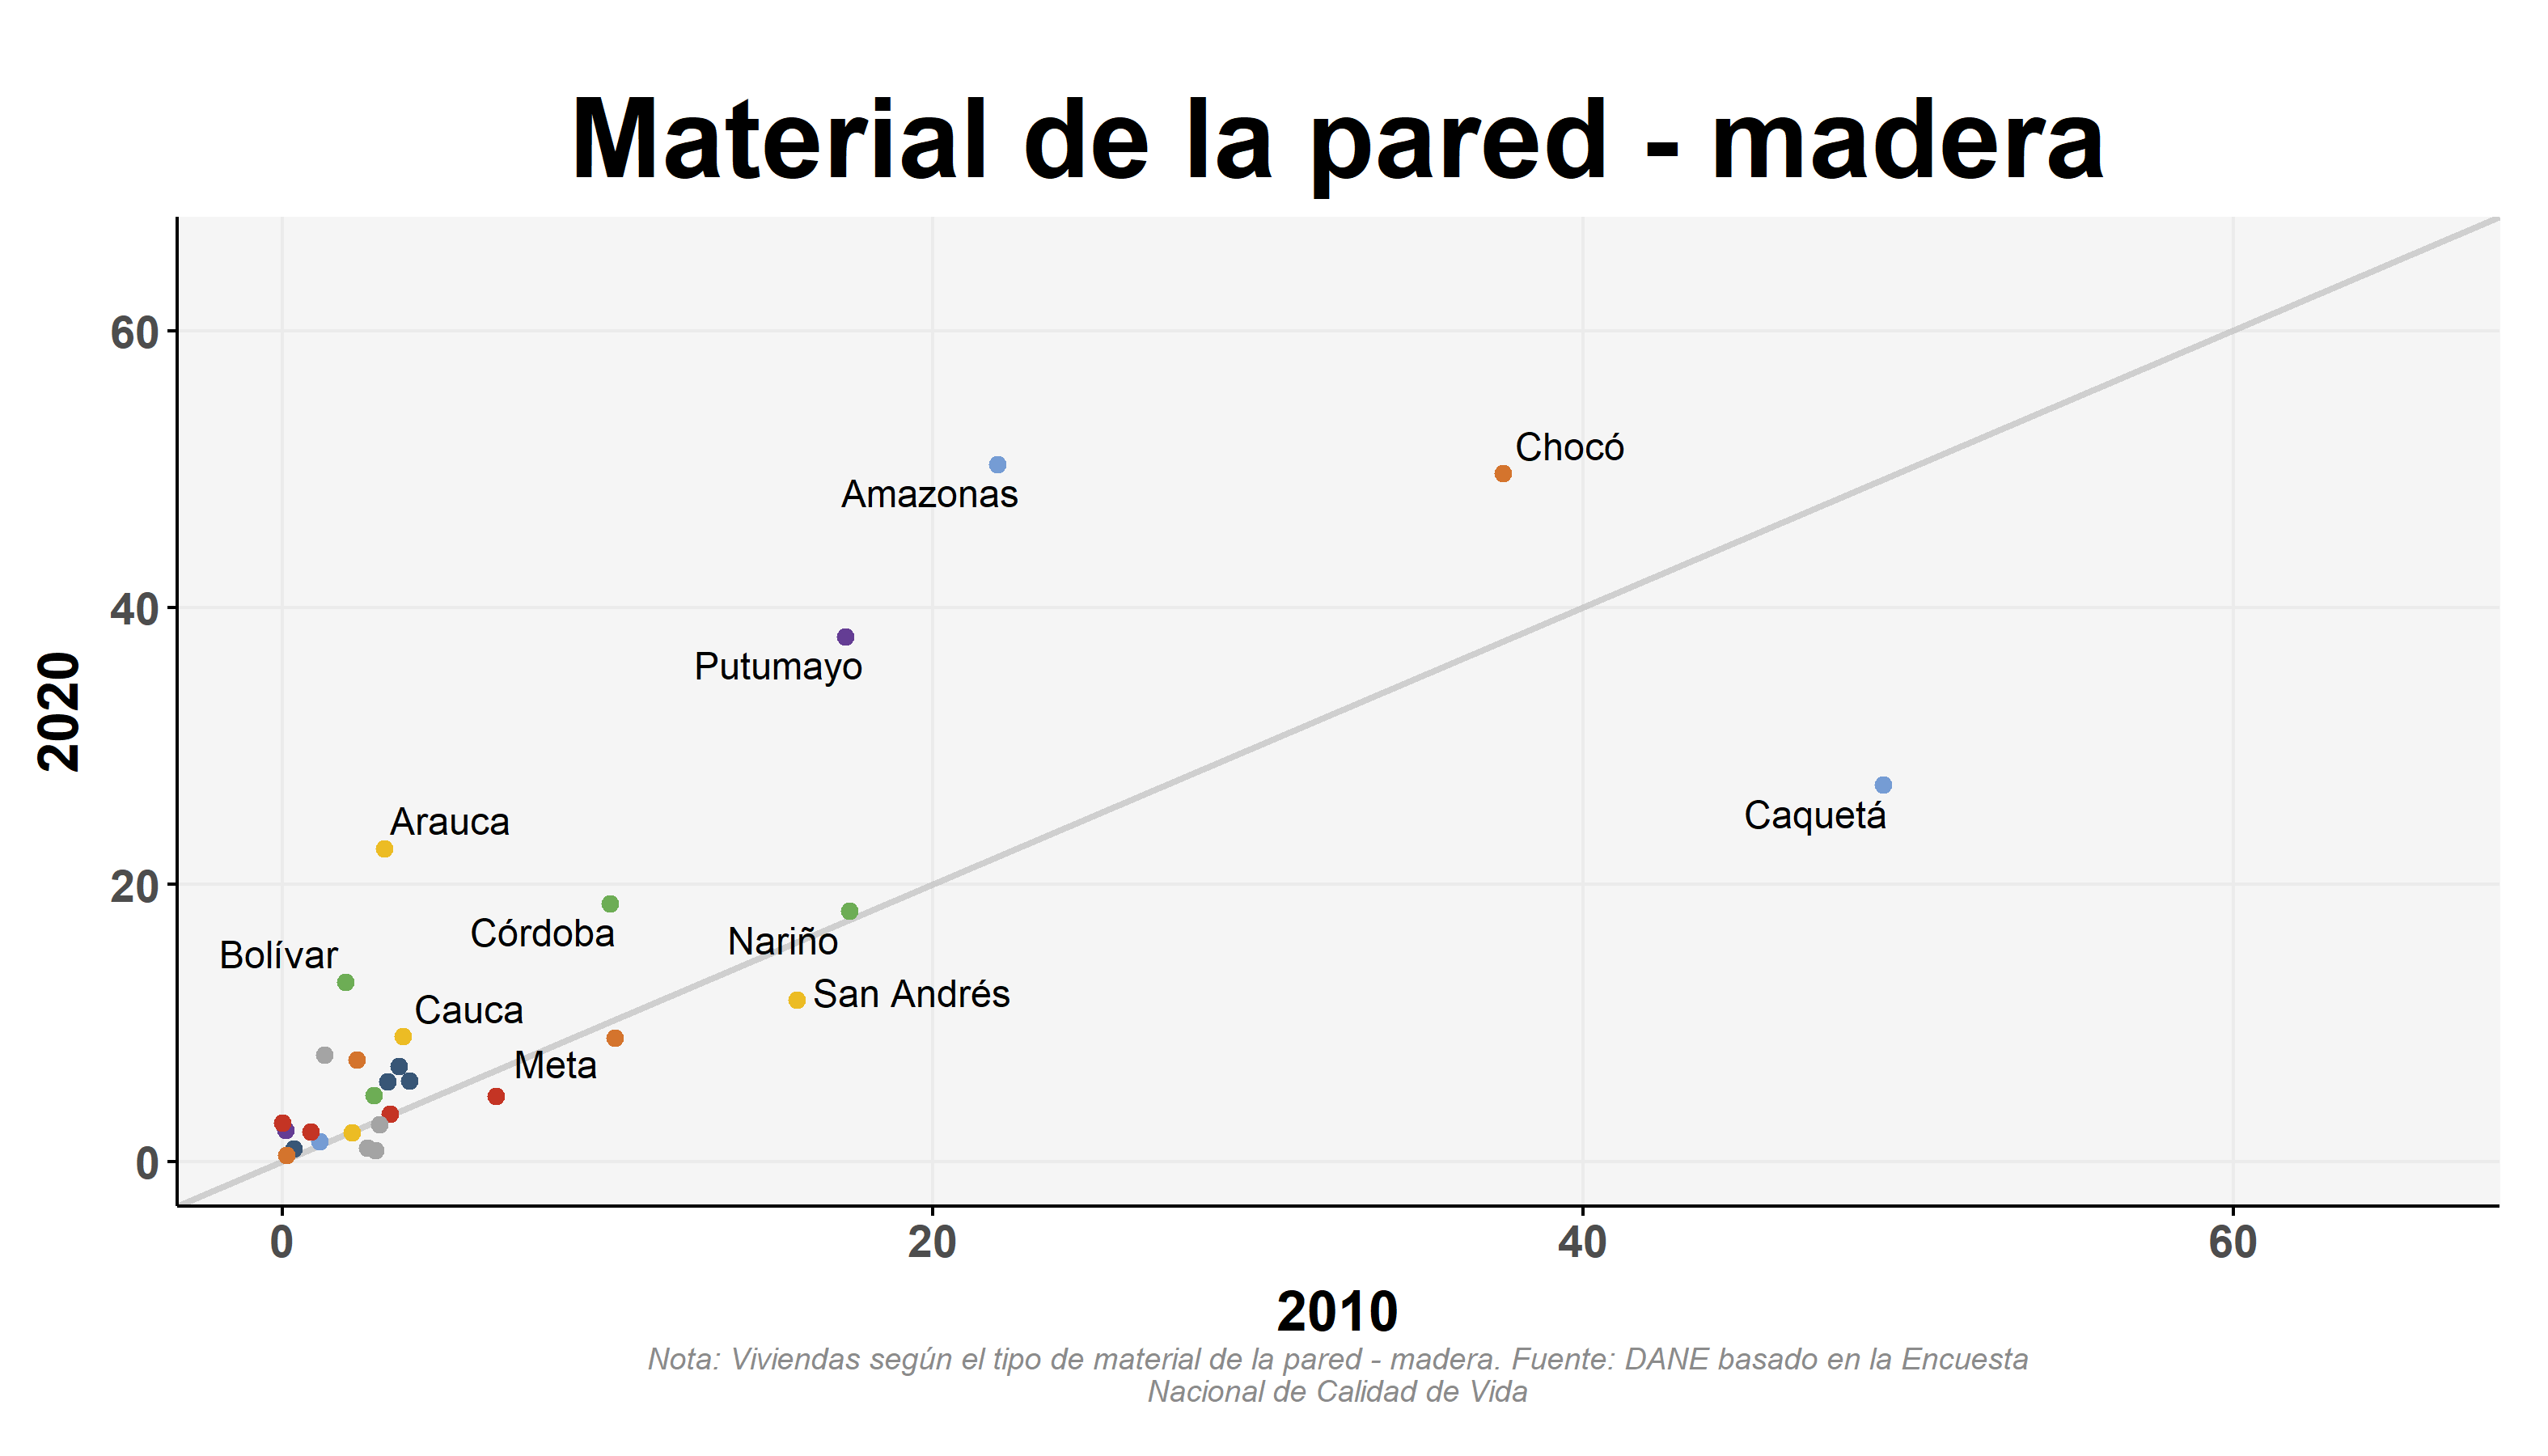 Material de la pared - madera
60
40
20
0
2020
Chocó
Amazonas
Putumayo
Caquetá
Arauca
Córdoba
Nariño
Bolívar
San Andrés
Cauca
Meta
0
20
40
60
2010
Nota: Viviendas según el tipo de material de la pared - madera. Fuente: DANE basado en la Encuesta
Nacional de Calidad de Vida